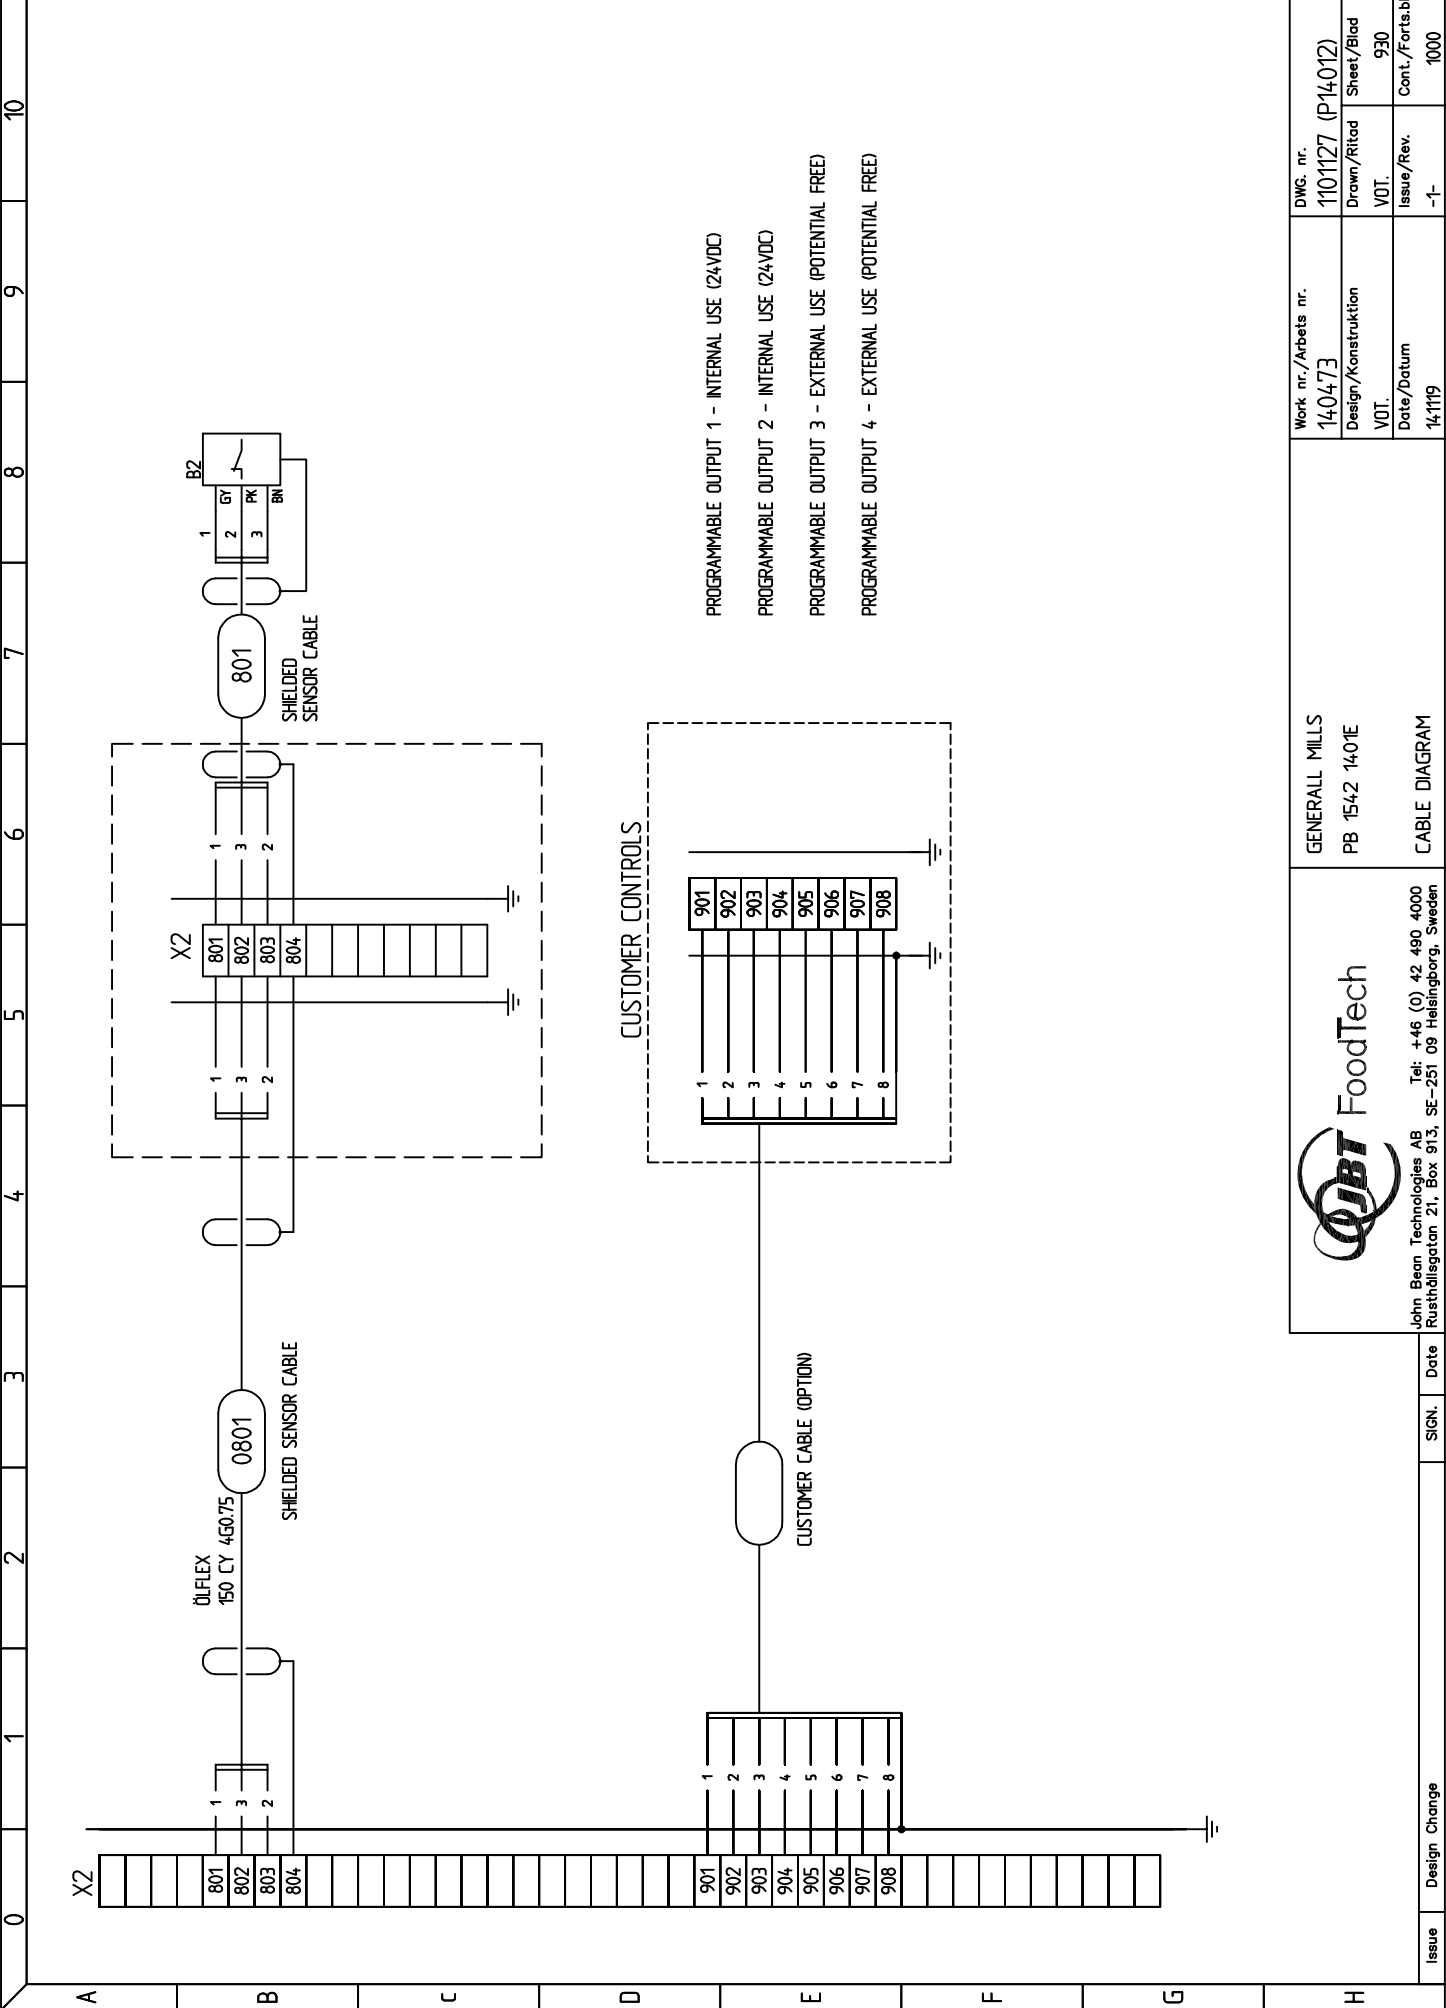 0 1 2 3 4 5 6 7 8 9 10
A
B
C
D
E
F
G
H
X2
801
802
803
804
901
902
903
904
905
906
907
908
1
3
2
ÖLFLEX
150 CY 4G0.75
0801
SHIELDED SENSOR CABLE
1
3
2
X2
801
802
803
804
1
3
2
801
SHIELDED
SENSOR CABLE
1
2
3
GY
PK
BN
B2
1
2
3
4
5
6
7
8
CUSTOMER CABLE (OPTION)
CUSTOMER CONTROLS
1
2
3
4
5
6
7
8
901
902
903
904
905
906
907
908
PROGRAMMABLE OUTPUT 1 - INTERNAL USE (24VDC)
PROGRAMMABLE OUTPUT 2 - INTERNAL USE (24VDC)
PROGRAMMABLE OUTPUT 3 - EXTERNAL USE (POTENTIAL FREE)
PROGRAMMABLE OUTPUT 4 - EXTERNAL USE (POTENTIAL FREE)
Issue Design Change SIGN. Date
JBT FoodTech
John Bean Technologies AB Tel: +46 (0) 42 490 4000
Rusthållsgatan 21, Box 913, SE-251 09 Helsingborg, Sweden
GENERALL MILLS
PB 1542 1401E
CABLE DIAGRAM
Work nr./Arbets nr.
140473
Design/Konstruktion
VOT.
Date/Datum
141119
DWG. nr.
1101127 (P14012)
Drawn/Ritad
VOT.
Issue/Rev.
-1-
Sheet/Blad
930
Cont./Forts.bl
1000